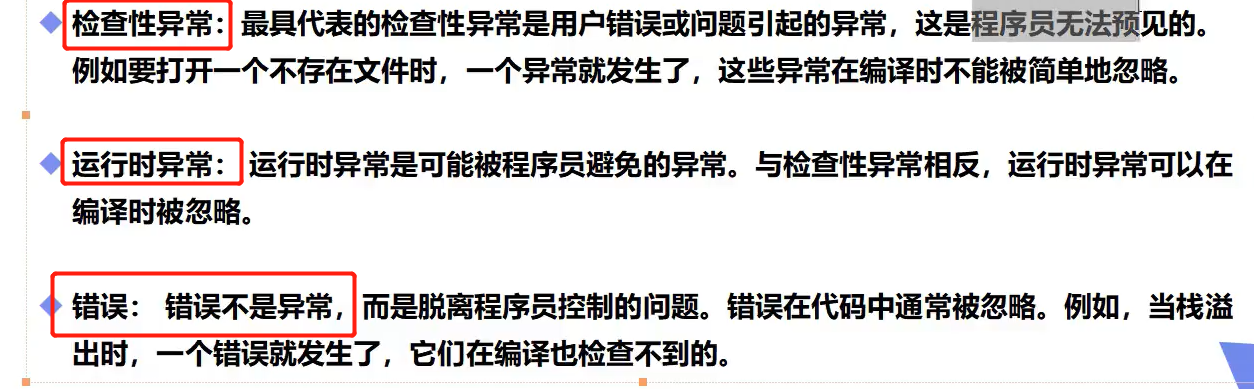 检查性异常：最具代表的检查性异常是用户错误或问题引起的异常，这是程序员无法预见的。
例如要打开一个不存在文件时，一个异常就发生了，这些异常在编译时不能被简单地忽略。
运行时异常： 运行时异常是可能被程序员避免的异常。与检查性异常相反，运行时异常可以在
编译时被忽略。
错误： 错误不是异常，而是脱离程序员控制的问题。错误在代码中通常被忽略。例如，当栈溢
出时，一个错误就发生了，它们在编译也检查不到的。